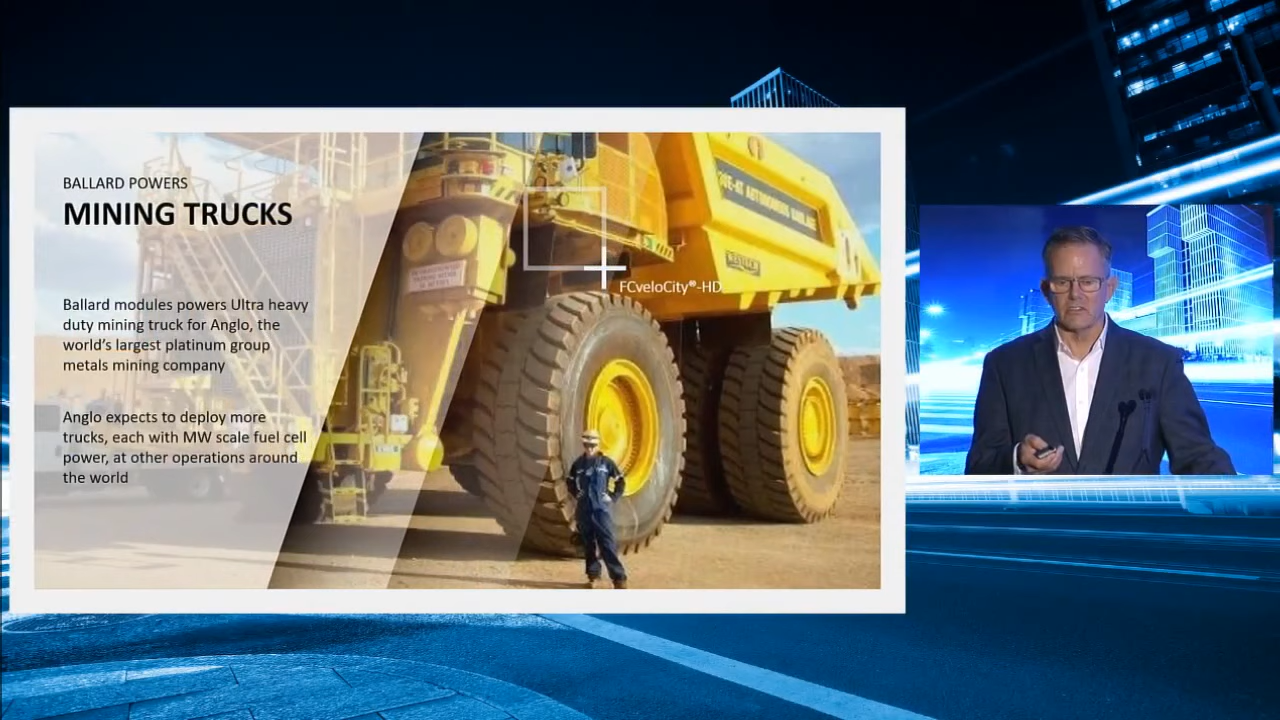 BALLARD POWERS
MINING TRUCKS
Ballard modules powers Ultra heavy
duty mining truck for Anglo, the
world's largest platinum group
metals mining company
Anglo expects to deploy more
trucks, each with MW scale fuel cell
power, at other operations around
the world
FCveloCity®-HD